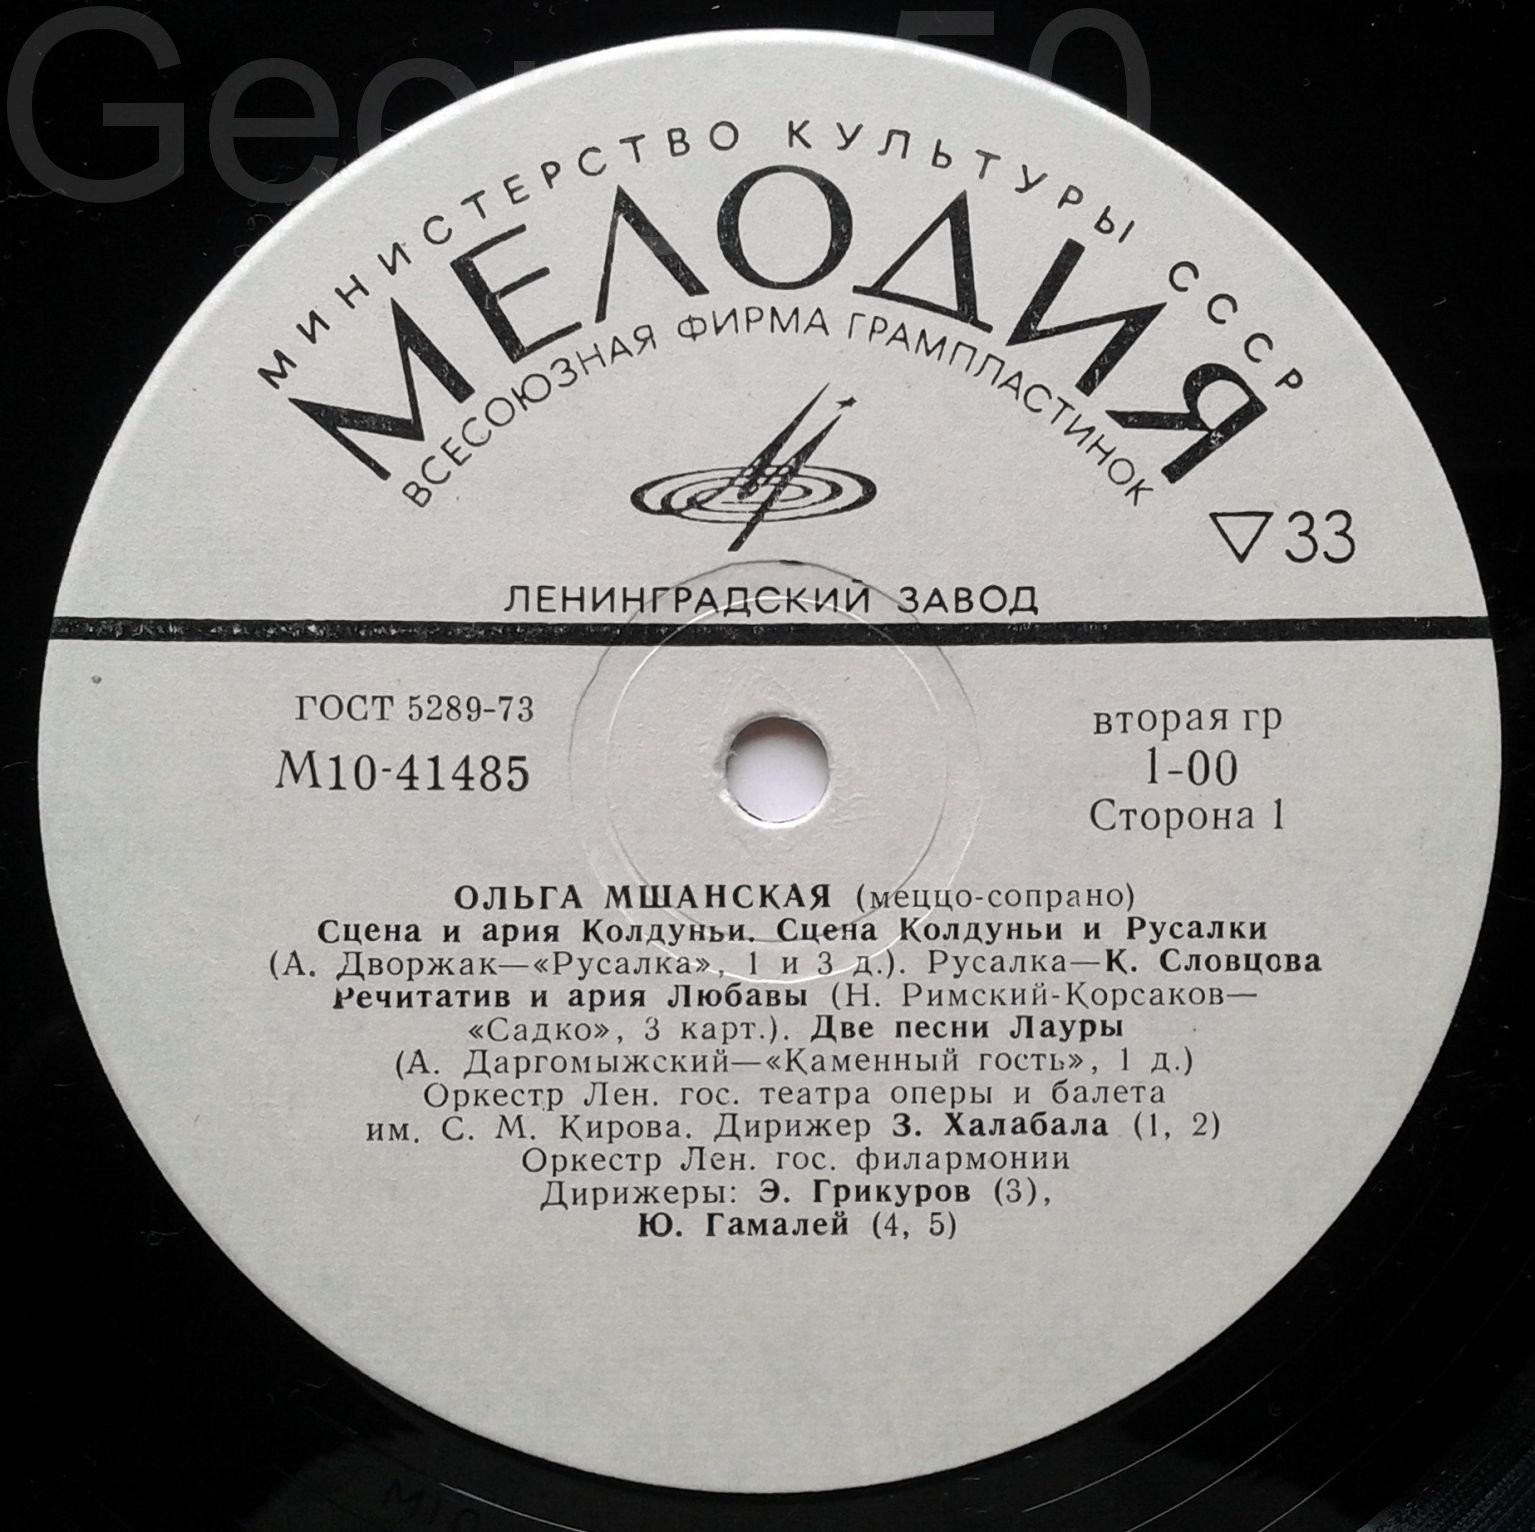 МИНИСТЕРСТВО КУЛЬТУРЫ СССР
МЕЛОДИЯ
ВСЕСОЮЗНАЯ ФИРМА ГРАМПЛАСТИНОК
33
ЛЕНИНГРАДСКИЙ ЗАВОД
ГОСТ 5289-73
М10-41485
вторая гр
1-00
Сторона 1
ОЛЬГА МШАНСКАЯ (меццо-сопрано)
Сцена и ария Колдуньи. Сцена Колдуньи и Русалки
(А. Дворжак—«Русалка», 1 и 3 д.). Русалка—К. Словцова
Речитатив и ария Любавы (Н. Римский-Корсаков—
«Садко», 3 карт.). Две песни Лауры
(А. Даргомыжский—«Каменный гость», 1 д.)
Оркестр Лен. гос. театра оперы и балета
им. С. М. Кирова. Дирижер З. Халабала (1, 2)
Оркестр Лен. гос. филармонии
Дирижеры: Э. Грикуров (3),
Ю. Гамалей (4, 5)